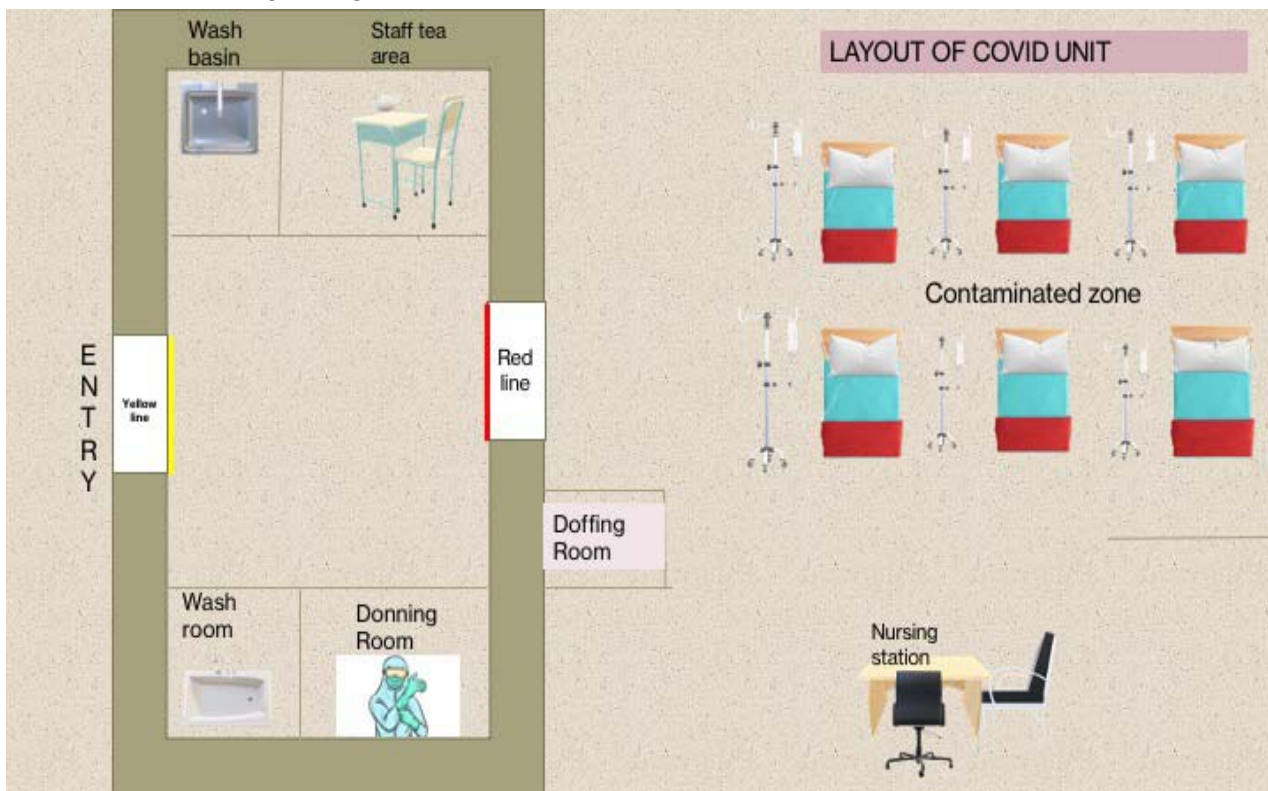 Wash
basin
Staff tea
area
LAYOUT OF COVID UNIT
Contaminated zone
E
N
T
R
Y
Yellow
line
Red
line
Doffing
Room
Wash
room
Donning
Room
Nursing
station